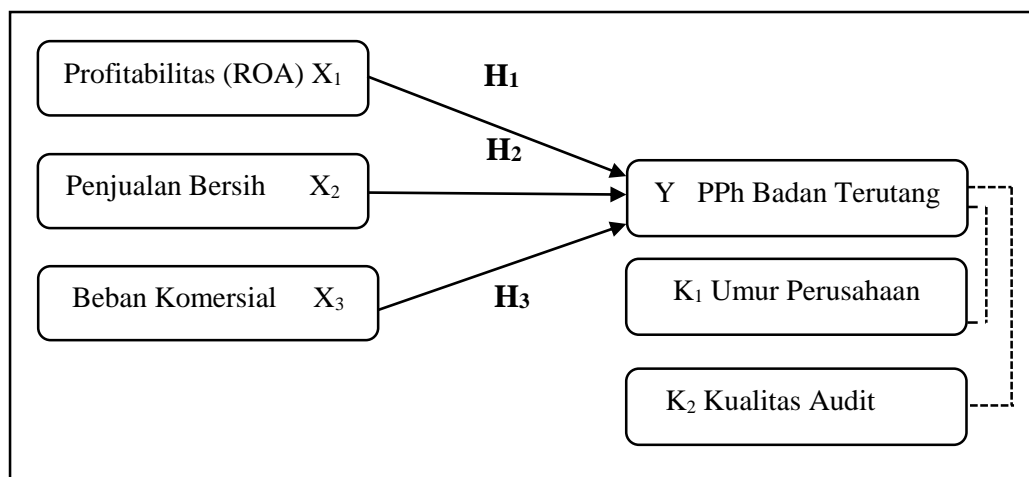 Profitabilitas (ROA) X₁
H₁
H₂
Penjualan Bersih X₂
Y PPh Badan Terutang
Beban Komersial X₃
H₃
K₁ Umur Perusahaan
K₂ Kualitas Audit